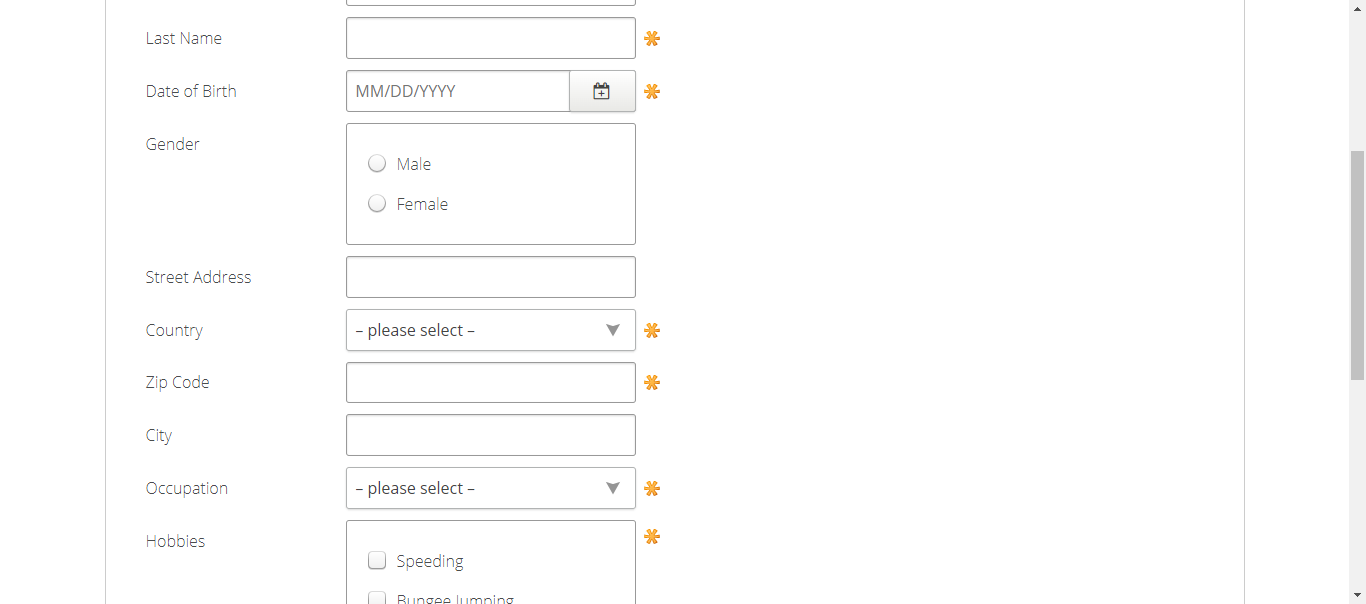 Last Name
Date of Birth MM/DD/YYYY
Gender
Male
Female
Street Address
Country – please select –
Zip Code
City
Occupation – please select –
Hobbies
Speeding
Bungee Jumping